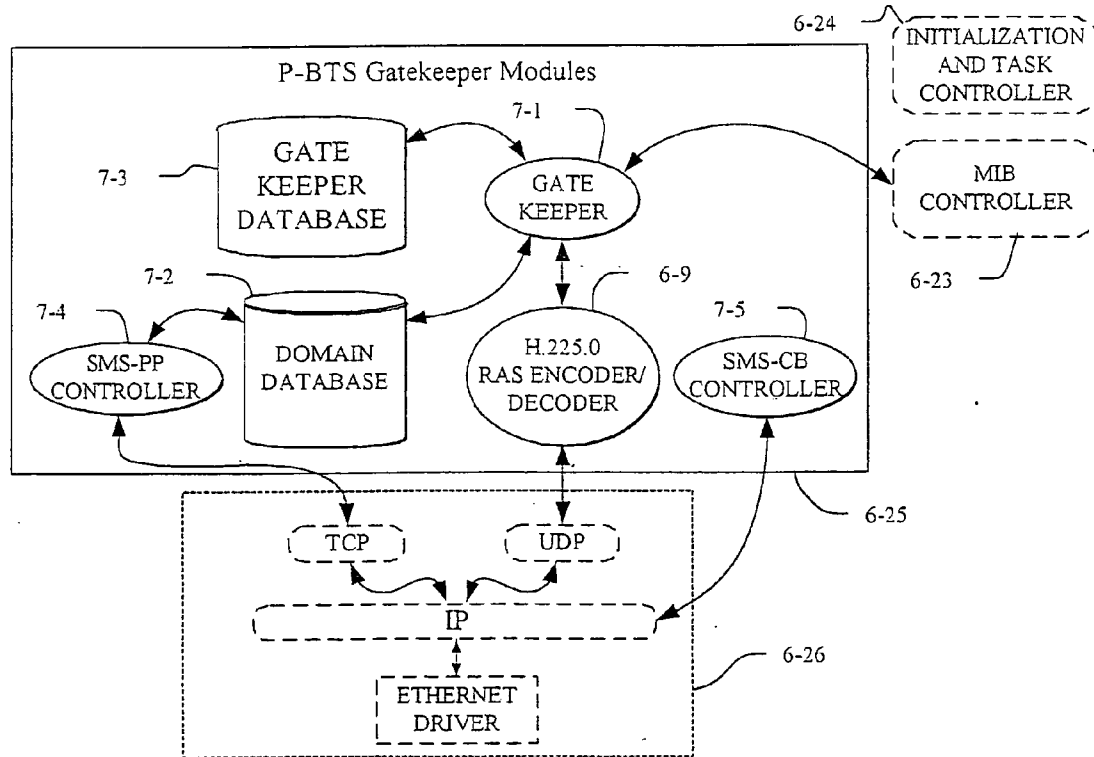 6-24
INITIALIZATION
AND TASK
CONTROLLER
P-BTS Gatekeeper Modules
7-1
7-3
GATE
KEEPER
DATABASE
GATE
KEEPER
MIB
CONTROLLER
6-23
7-2
6-9
7-4
7-5
SMS-PP
CONTROLLER
DOMAIN
DATABASE
H.225.0
RAS ENCODER/
DECODER
SMS-CB
CONTROLLER
6-25
TCP
UDP
IP
6-26
ETHERNET
DRIVER